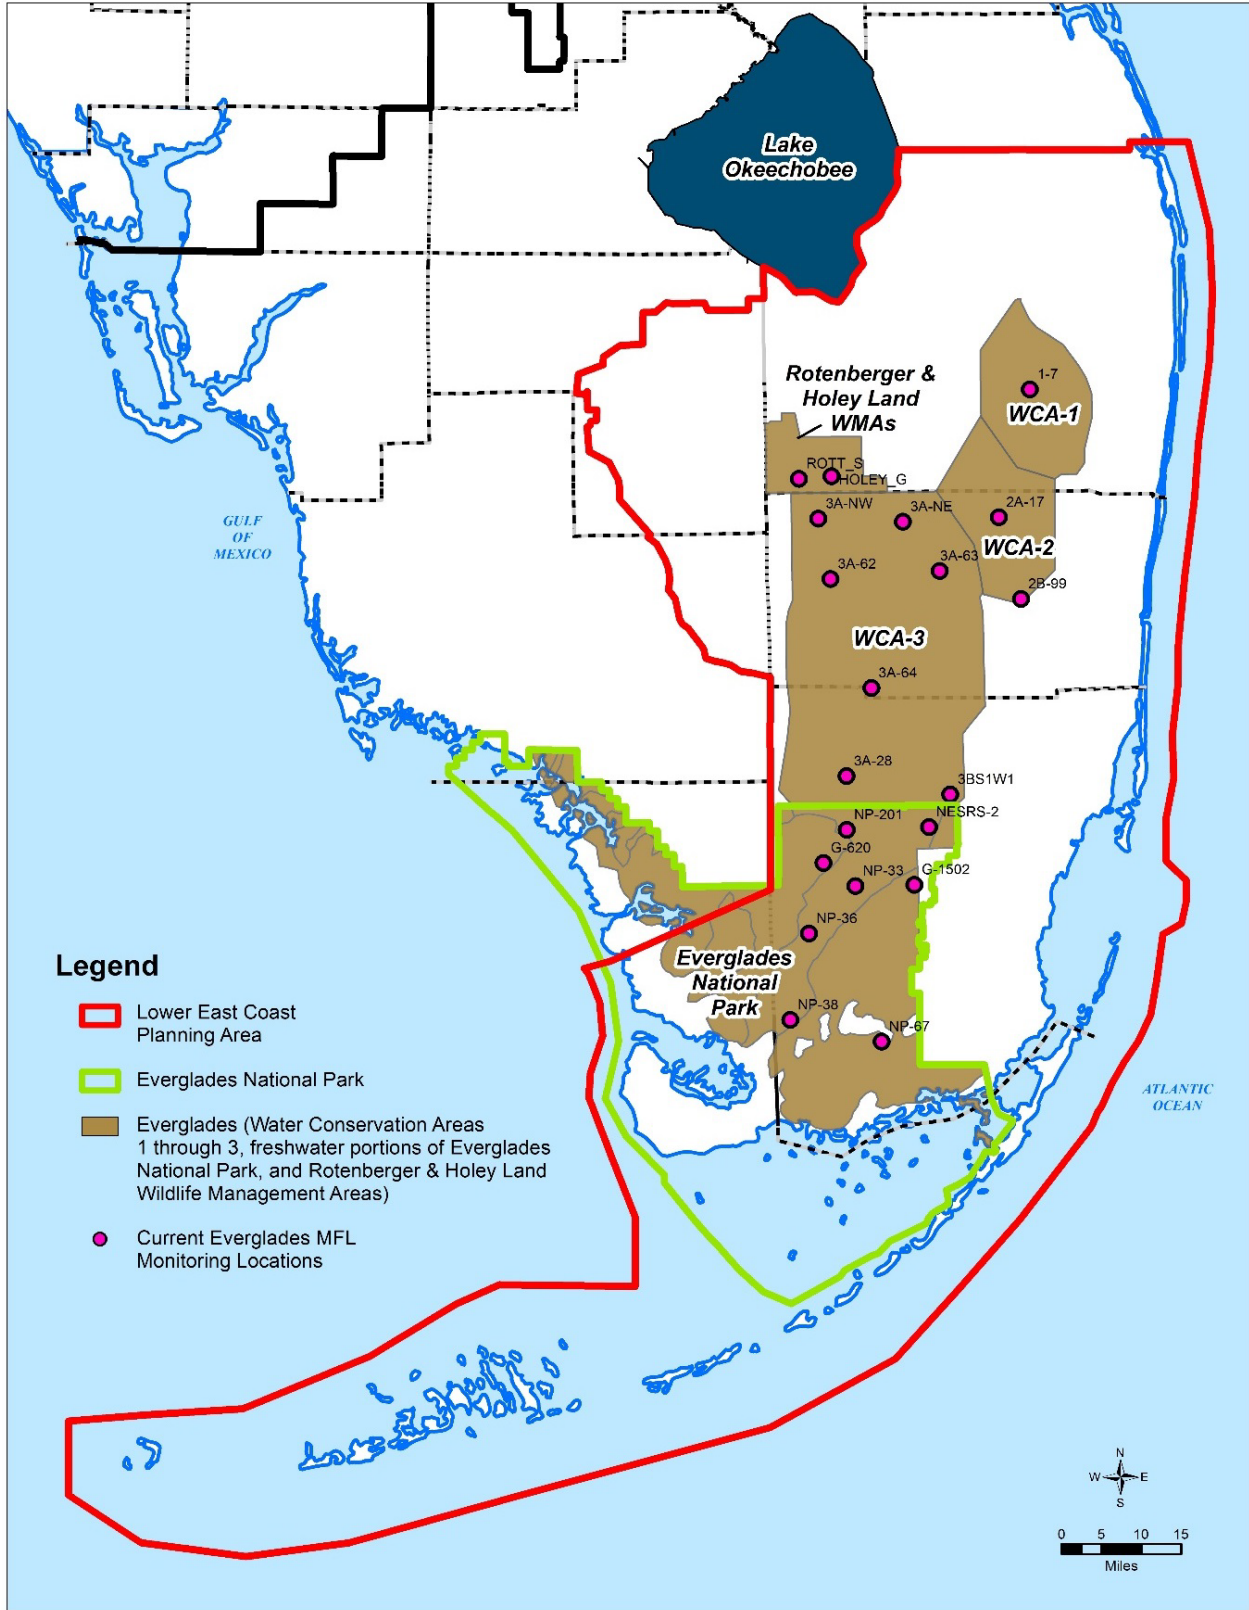 Lake
Okeechobee
1-7
WCA-1
Rotenberger &
Holey Land
WMAs
ROTT_S
HOLEY_G
3A-NW
3A-NE
2A-17
WCA-2
3A-62
3A-63
2B-99
WCA-3
3A-64
GULF
OF
MEXICO
3A-28
3BS1W1
NP-201
NESRS-2
G-620
NP-33
G-1502
NP-36
Everglades
National
Park
NP-38
NP-67
ATLANTIC
OCEAN
Legend
Lower East Coast
Planning Area
Everglades National Park
Everglades (Water Conservation Areas
1 through 3, freshwater portions of Everglades
National Park, and Rotenberger & Holey Land
Wildlife Management Areas)
Current Everglades MFL
Monitoring Locations
N
W E
S
0 5 10 15
Miles